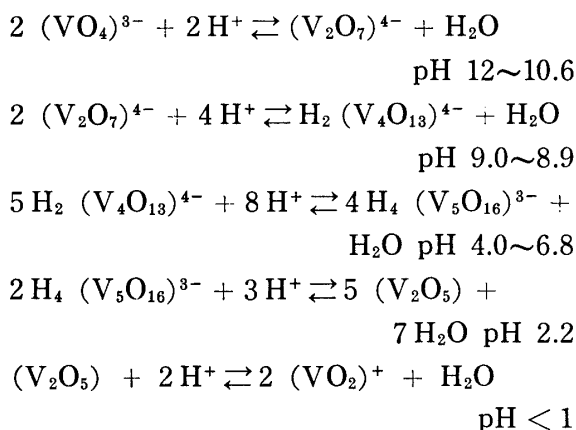 2 (VO₄)³⁻ + 2 H⁺ ⇄ (V₂O₇)⁴⁻ + H₂O
pH 12～10.6
2 (V₂O₇)⁴⁻ + 4 H⁺ ⇄ H₂ (V₄O₁₃)⁴⁻ + H₂O
pH 9.0～8.9
5 H₂ (V₄O₁₃)⁴⁻ + 8 H⁺ ⇄ 4 H₄ (V₅O₁₆)³⁻ +
H₂O pH 4.0～6.8
2 H₄ (V₅O₁₆)³⁻ + 3 H⁺ ⇄ 5 (V₂O₅) +
7 H₂O pH 2.2
(V₂O₅) + 2 H⁺ ⇄ 2 (VO₂)⁺ + H₂O
pH < 1